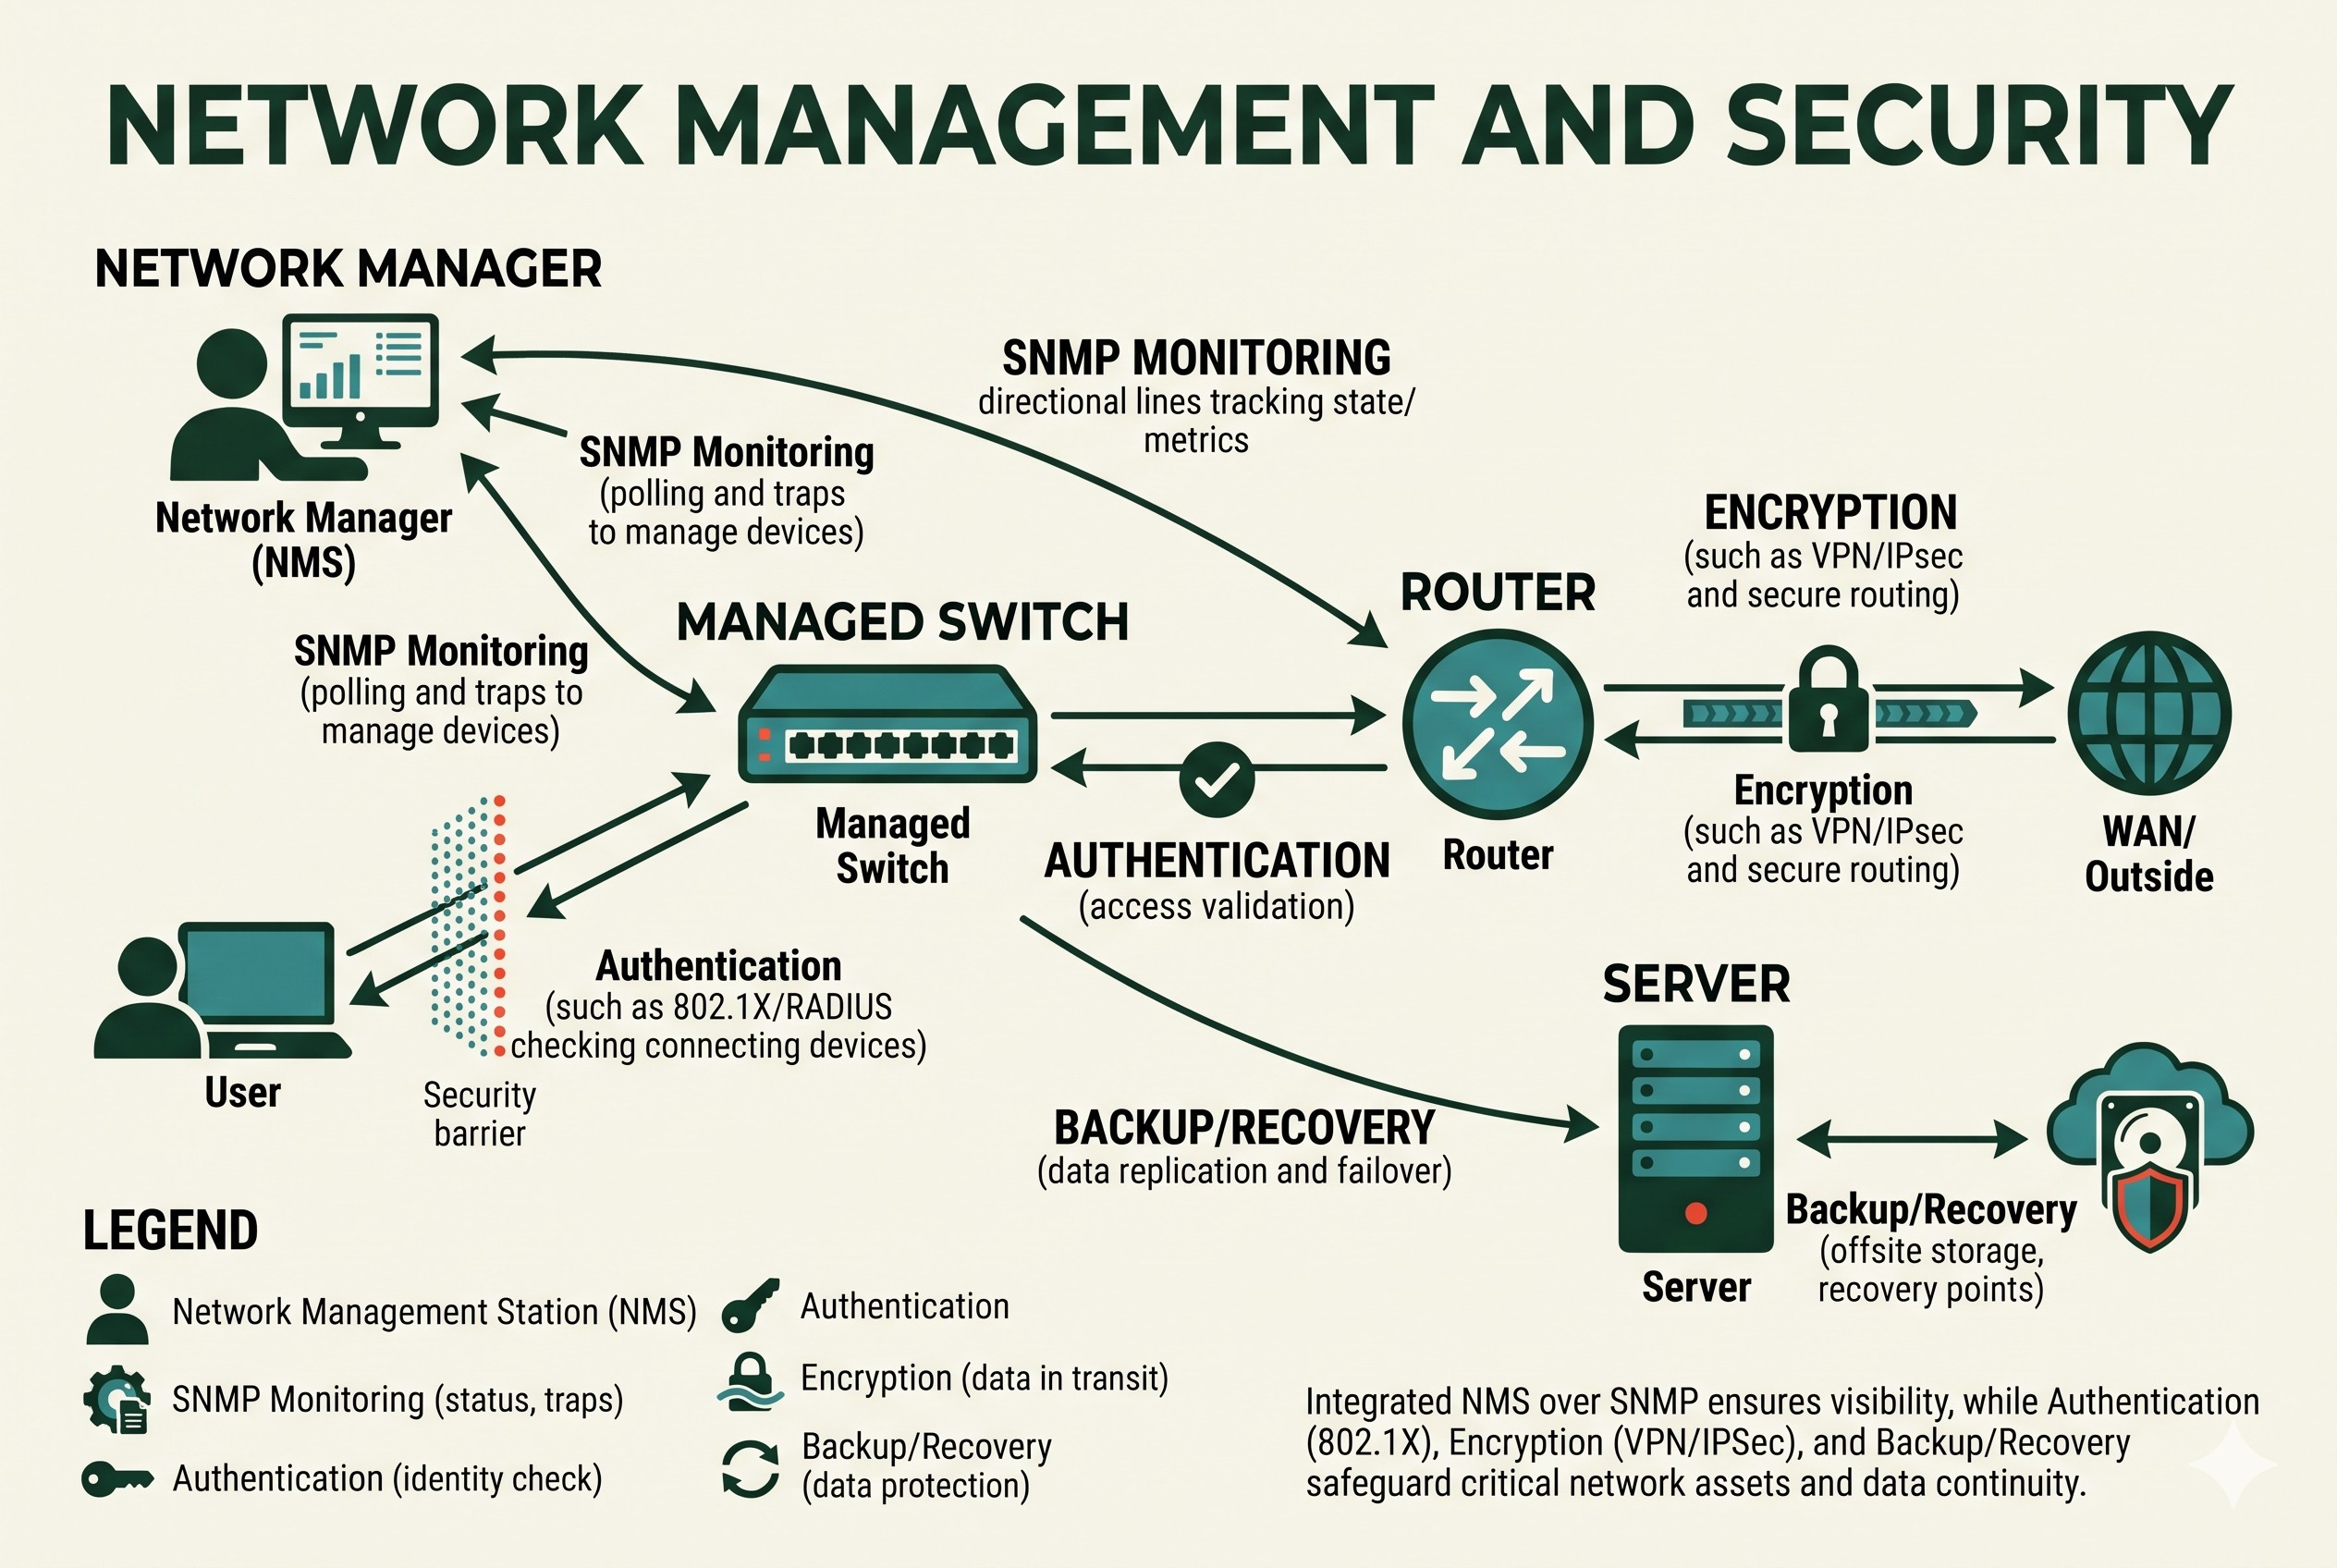 NETWORK MANAGEMENT AND SECURITY
NETWORK MANAGER
Network Manager
(NMS)
SNMP MONITORING
directional lines tracking state/
metrics
SNMP Monitoring
(polling and traps
to manage devices)
SNMP Monitoring
(polling and traps to
manage devices)
MANAGED SWITCH
Managed
Switch
ROUTER
Router
ENCRYPTION
(such as VPN/IPsec
and secure routing)
Encryption
(such as VPN/IPsec
and secure routing)
WAN/
Outside
AUTHENTICATION
(access validation)
User
Security
barrier
Authentication
(such as 802.1X/RADIUS
checking connecting devices)
BACKUP/RECOVERY
(data replication and failover)
SERVER
Server
Backup/Recovery
(offsite storage,
recovery points)
LEGEND
Network Management Station (NMS)
SNMP Monitoring (status, traps)
Authentication (identity check)
Authentication
Encryption (data in transit)
Backup/Recovery
(data protection)
Integrated NMS over SNMP ensures visibility, while Authentication
(802.1X), Encryption (VPN/IPSec), and Backup/Recovery
safeguard critical network assets and data continuity.